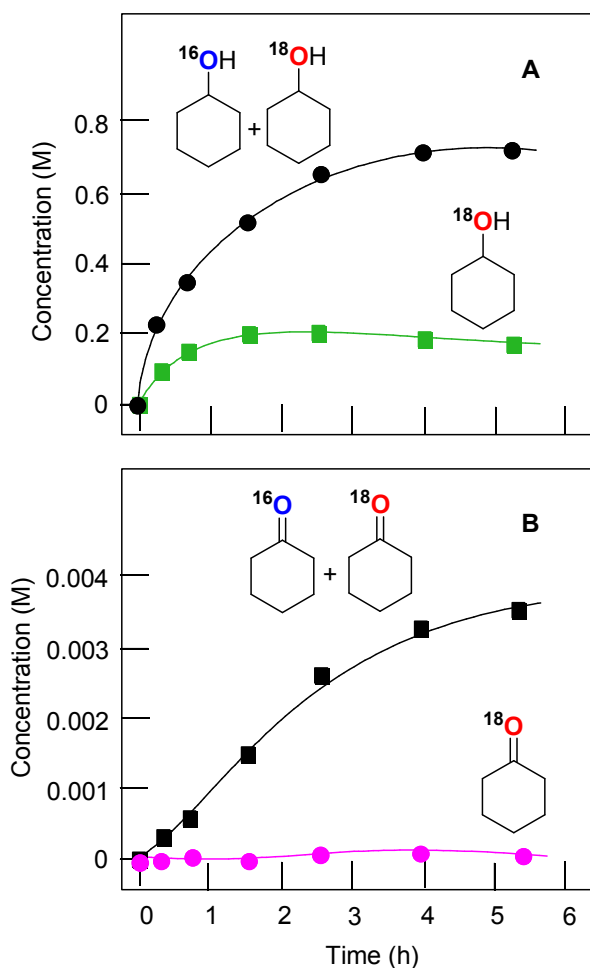 A
¹⁶OH ¹⁸OH
+
¹⁸OH
Concentration (M)
0.8
0.6
0.4
0.2
0
B
¹⁶O ¹⁸O
+
¹⁸O
Concentration (M)
0.004
0.003
0.002
0.001
0
0 1 2 3 4 5 6
Time (h)